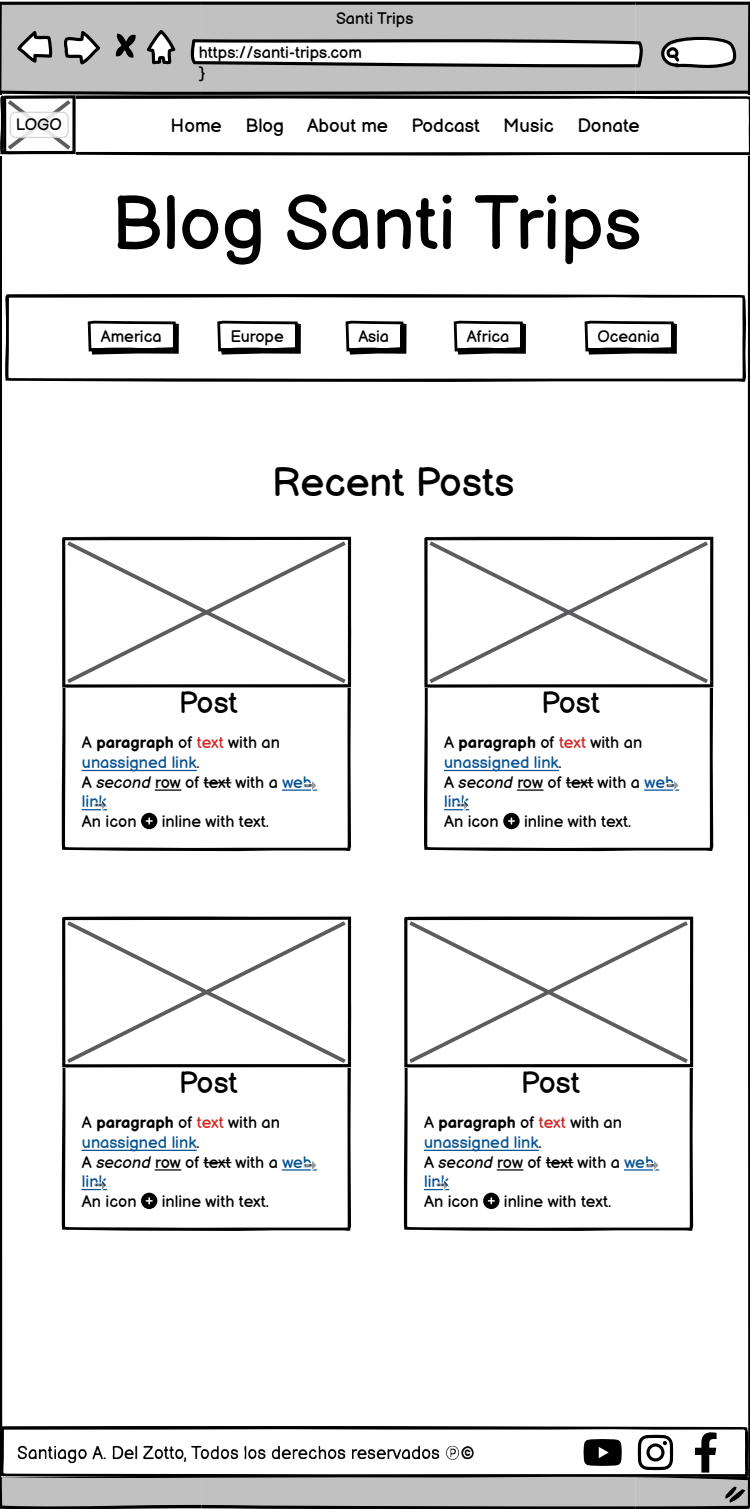 Santi Trips
https://santi-trips.com
}
LOGO
Home Blog About me Podcast Music Donate
Blog Santi Trips
America Europe Asia Africa Oceania
Recent Posts
Post
A paragraph of text with an
unassigned link.
A second row of text with a web
link
An icon inline with text.
Post
A paragraph of text with an
unassigned link.
A second row of text with a web
link
An icon inline with text.
Post
A paragraph of text with an
unassigned link.
A second row of text with a web
link
An icon inline with text.
Post
A paragraph of text with an
unassigned link.
A second row of text with a web
link
An icon inline with text.
Santiago A. Del Zotto, Todos los derechos reservados ℗©